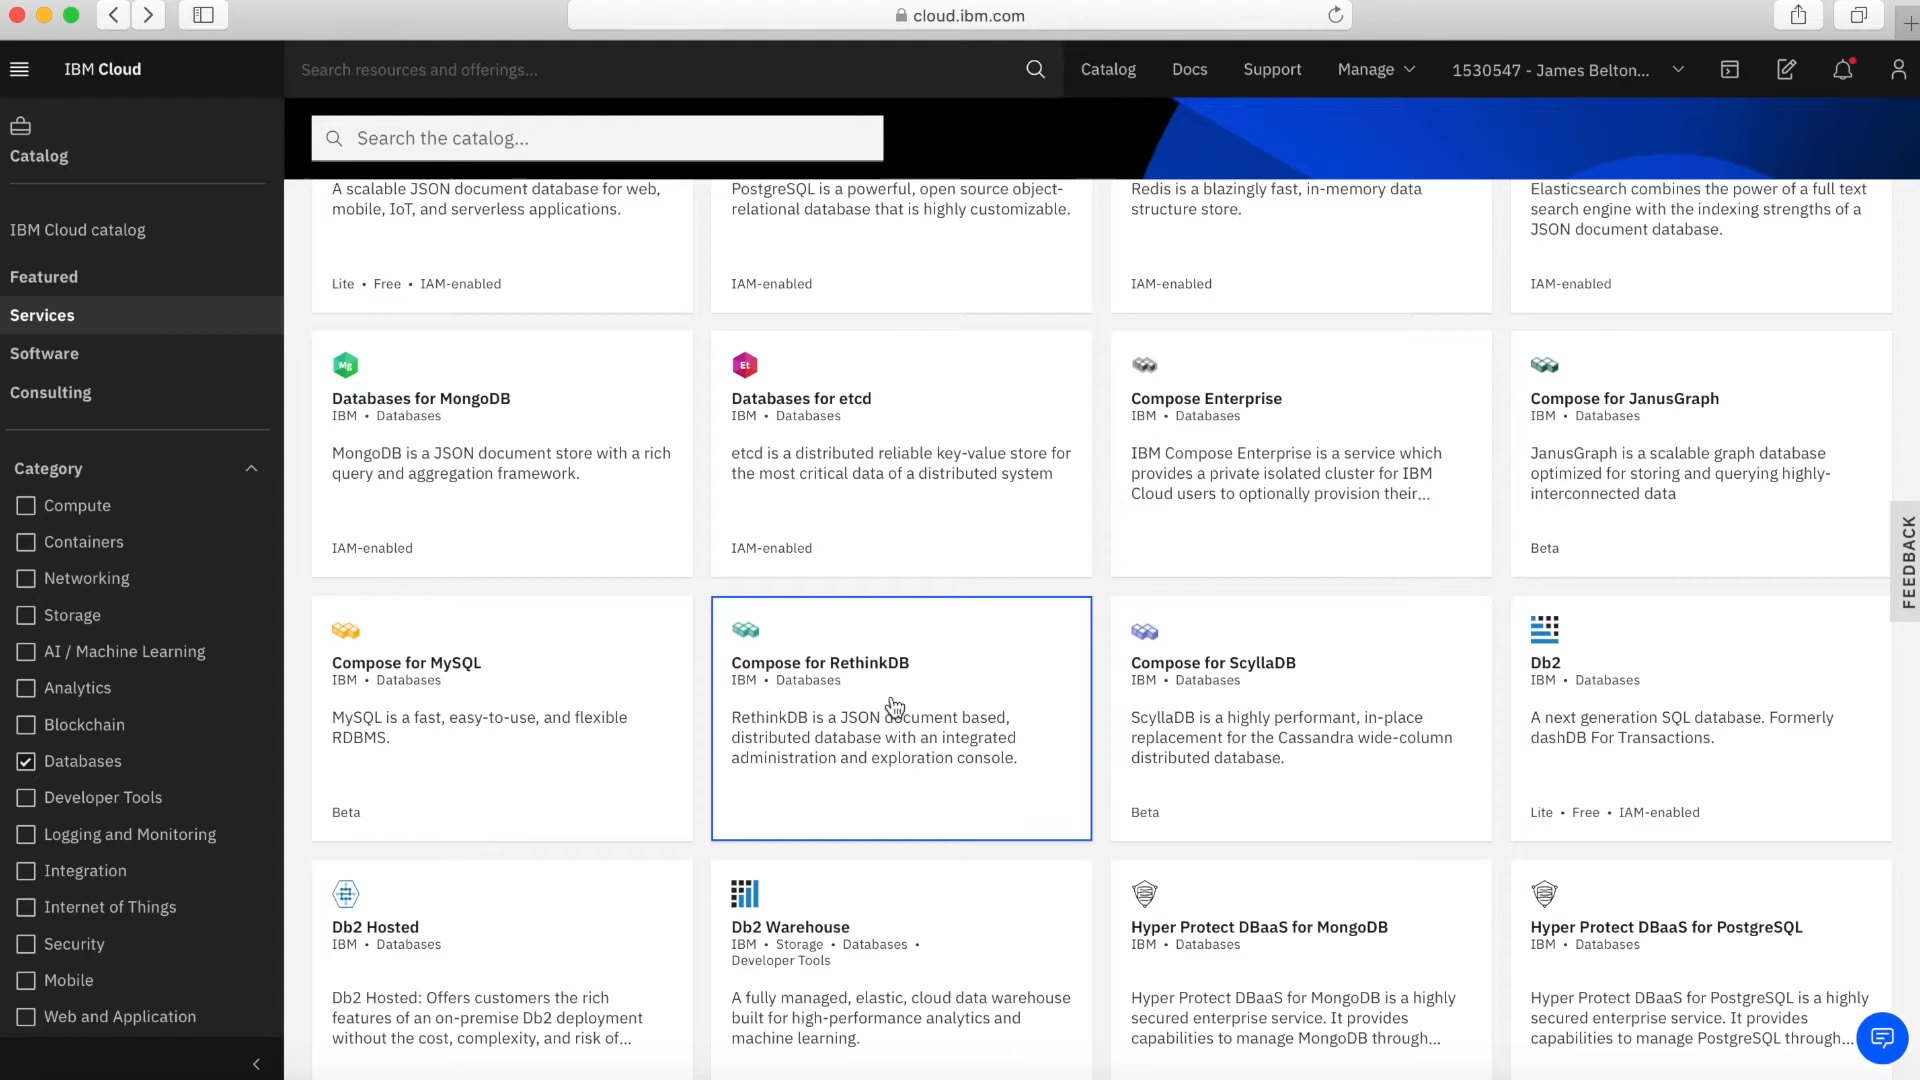 cloud.ibm.com
IBM Cloud
Search resources and offerings...
Catalog
Docs
Support
Manage
1530547 - James Belton...
Catalog
IBM Cloud catalog
Featured
Services
Software
Consulting
Category
Compute
Containers
Networking
Storage
AI / Machine Learning
Analytics
Blockchain
Databases
Developer Tools
Logging and Monitoring
Integration
Internet of Things
Security
Mobile
Web and Application
Search the catalog...
A scalable JSON document database for web,
mobile, IoT, and serverless applications.
Lite • Free • IAM-enabled
PostgreSQL is a powerful, open source object-
relational database that is highly customizable.
IAM-enabled
Redis is a blazingly fast, in-memory data
structure store.
IAM-enabled
Elasticsearch combines the power of a full text
search engine with the indexing strengths of a
JSON document database.
IAM-enabled
Mg
Databases for MongoDB
IBM • Databases
MongoDB is a JSON document store with a rich
query and aggregation framework.
IAM-enabled
Et
Databases for etcd
IBM • Databases
etcd is a distributed reliable key-value store for
the most critical data of a distributed system
IAM-enabled
Compose Enterprise
IBM • Databases
IBM Compose Enterprise is a service which
provides a private isolated cluster for IBM
Cloud users to optionally provision their...
Compose for JanusGraph
IBM • Databases
JanusGraph is a scalable graph database
optimized for storing and querying highly-
interconnected data
Beta
Compose for MySQL
IBM • Databases
MySQL is a fast, easy-to-use, and flexible
RDBMS.
Beta
Compose for RethinkDB
IBM • Databases
RethinkDB is a JSON document based,
distributed database with an integrated
administration and exploration console.
Compose for ScyllaDB
IBM • Databases
ScyllaDB is a highly performant, in-place
replacement for the Cassandra wide-column
distributed database.
Beta
Db2
IBM • Databases
A next generation SQL database. Formerly
dashDB For Transactions.
Lite • Free • IAM-enabled
Db2 Hosted
IBM • Databases
Db2 Hosted: Offers customers the rich
features of an on-premise Db2 deployment
without the cost, complexity, and risk of...
Db2 Warehouse
IBM • Storage • Databases •
Developer Tools
A fully managed, elastic, cloud data warehouse
built for high-performance analytics and
machine learning.
Hyper Protect DBaaS for MongoDB
IBM • Databases
Hyper Protect DBaaS for MongoDB is a highly
secured enterprise service. It provides
capabilities to manage MongoDB through...
Hyper Protect DBaaS for PostgreSQL
IBM • Databases
Hyper Protect DBaaS for PostgreSQL is a highly
secured enterprise service. It provides
capabilities to manage PostgreSQL through...
FEEDBACK